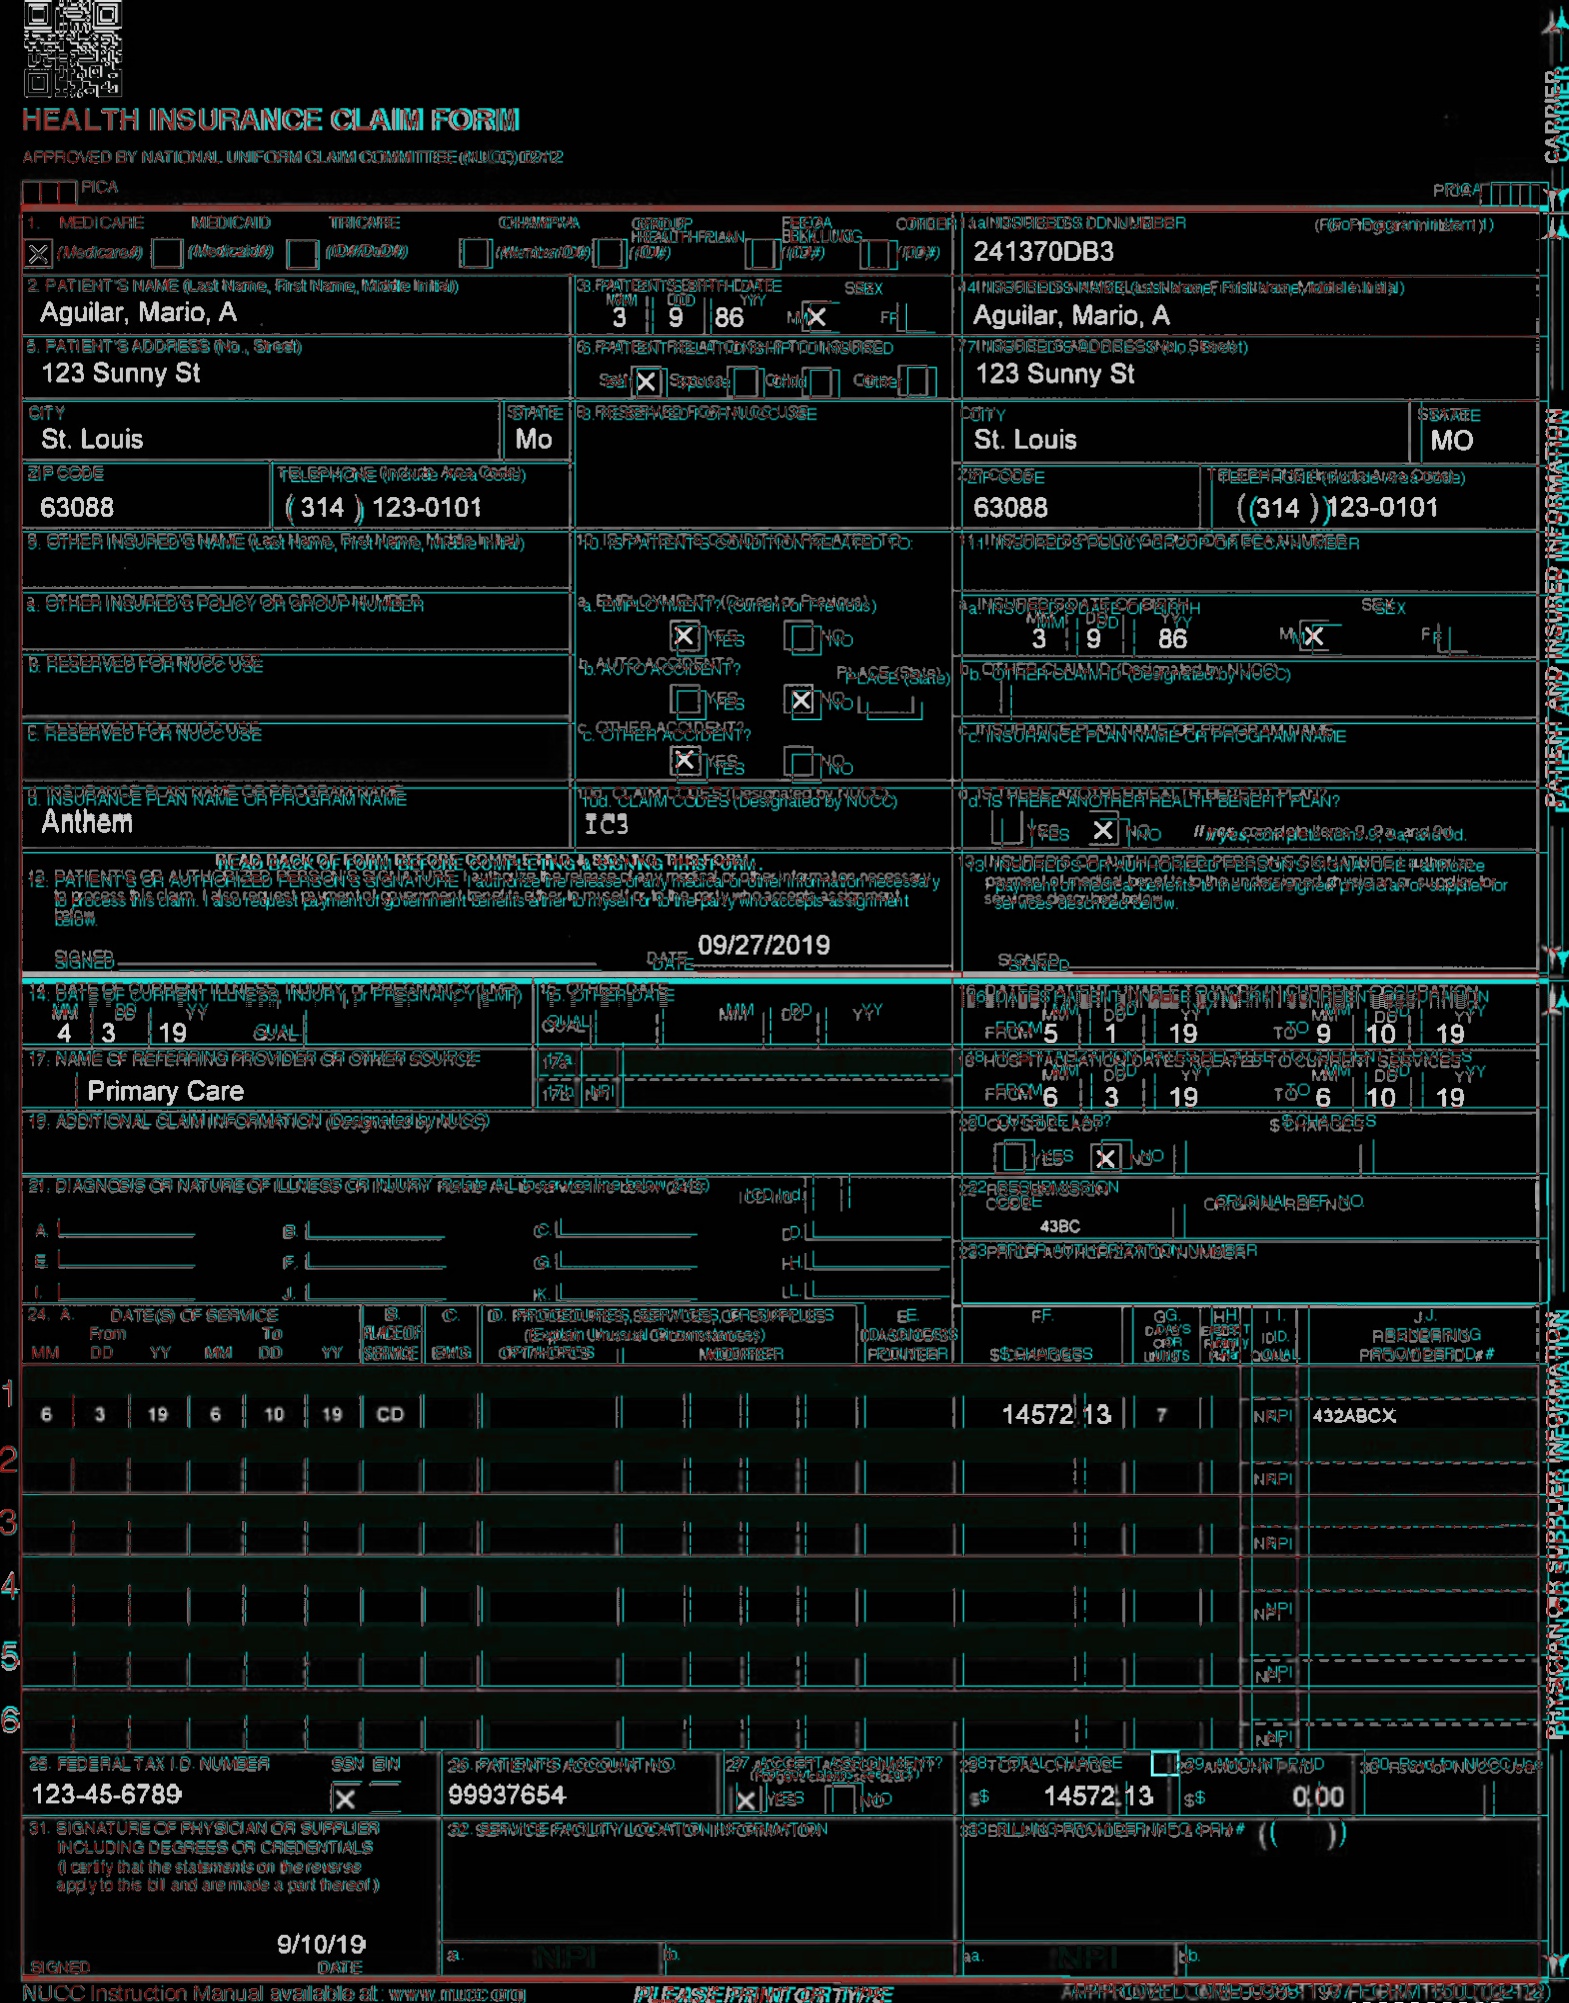 HEALTH INSURANCE CLAIM FORM
APPROVED BY NATIONAL UNIFORM CLAIM COMMITTEE (NUCC) 02/12
PICA
PICA
CARRIER
1. MEDICARE MEDICAID TRICARE CHAMPVA GROUP HEALTH PLAN FECA BLK LUNG OTHER
(Medicare#) (Medicaid#) (ID#/DoD#) (Member ID#) (ID#) (ID#) (ID#)
1a. INSURED'S I.D. NUMBER (For Program in Item 1)
241370DB3
2. PATIENT'S NAME (Last Name, First Name, Middle Initial)
Aguilar, Mario, A
3. PATIENT'S BIRTH DATE SEX
MM DD YY
3 9 86 M X F
4. INSURED'S NAME (Last Name, First Name, Middle Initial)
Aguilar, Mario, A
5. PATIENT'S ADDRESS (No., Street)
123 Sunny St
6. PATIENT RELATIONSHIP TO INSURED
Self X Spouse Child Other
7. INSURED'S ADDRESS (No., Street)
123 Sunny St
CITY STATE
St. Louis Mo
8. RESERVED FOR NUCC USE
CITY STATE
St. Louis MO
ZIP CODE TELEPHONE (Include Area Code)
63088 ( 314 ) 123-0101
ZIP CODE TELEPHONE (Include Area Code)
63088 (314 ) 123-0101
9. OTHER INSURED'S NAME (Last Name, First Name, Middle Initial)
10. IS PATIENT'S CONDITION RELATED TO:
11. INSURED'S POLICY GROUP OR FECA NUMBER
a. OTHER INSURED'S POLICY OR GROUP NUMBER
a. EMPLOYMENT? (Current or Previous)
X YES NO
a. INSURED'S DATE OF BIRTH SEX
MM DD YY
3 9 86 M X F
b. RESERVED FOR NUCC USE
b. AUTO ACCIDENT? PLACE (State)
YES X NO
b. OTHER CLAIM ID (Designated by NUCC)
c. RESERVED FOR NUCC USE
c. OTHER ACCIDENT?
X YES NO
c. INSURANCE PLAN NAME OR PROGRAM NAME
d. INSURANCE PLAN NAME OR PROGRAM NAME
Anthem
10d. CLAIM CODES (Designated by NUCC)
IC3
d. IS THERE ANOTHER HEALTH BENEFIT PLAN?
YES X NO If yes, complete items 9, 9a, and 9d.
READ BACK OF FORM BEFORE COMPLETING & SIGNING THIS FORM.
12. PATIENT'S OR AUTHORIZED PERSON'S SIGNATURE I authorize the release of any medical or other information necessary
to process this claim. I also request payment of government benefits either to myself or to the party who accepts assignment
below.
SIGNED DATE 09/27/2019
13. INSURED'S OR AUTHORIZED PERSON'S SIGNATURE I authorize
payment of medical benefits to the undersigned physician or supplier for
services described below.
SIGNED
PATIENT AND INSURED INFORMATION
14. DATE OF CURRENT ILLNESS, INJURY, or PREGNANCY (LMP)
MM DD YY
4 3 19 QUAL
15. OTHER DATE
QUAL MM DD YY
16. DATES PATIENT UNABLE TO WORK IN CURRENT OCCUPATION
MM DD YY MM DD YY
FROM 5 1 19 TO 9 10 19
17. NAME OF REFERRING PROVIDER OR OTHER SOURCE
Primary Care
17a.
17b. NPI
18. HOSPITALIZATION DATES RELATED TO CURRENT SERVICES
MM DD YY MM DD YY
FROM 6 3 19 TO 6 10 19
19. ADDITIONAL CLAIM INFORMATION (Designated by NUCC)
20. OUTSIDE LAB? $ CHARGES
YES X NO
21. DIAGNOSIS OR NATURE OF ILLNESS OR INJURY Relate A-L to service line below (24E) ICD Ind.
A. B. C. D.
E. F. G. H.
I. J. K. L.
22. RESUBMISSION CODE ORIGINAL REF. NO.
43BC
23. PRIOR AUTHORIZATION NUMBER
24. A. DATE(S) OF SERVICE From To
MM DD YY MM DD YY
B. PLACE OF SERVICE
C. EMG
D. PROCEDURES, SERVICES, OR SUPPLIES
(Explain Unusual Circumstances)
CPT/HCPCS MODIFIER
E. DIAGNOSIS POINTER
F. $ CHARGES
G. DAYS OR UNITS
H. EPSDT Family Plan
I. ID. QUAL
J. RENDERING PROVIDER ID. #
1
6 3 19 6 10 19 CD 14572 13 7 NPI 432ABCX
2 NPI
3 NPI
4 NPI
5 NPI
6 NPI
PHYSICIAN OR SUPPLIER INFORMATION
25. FEDERAL TAX I.D. NUMBER SSN EIN
123-45-6789 X
26. PATIENT'S ACCOUNT NO.
99937654
27. ACCEPT ASSIGNMENT?
X YES NO
28. TOTAL CHARGE
$ 14572 13
29. AMOUNT PAID
$ 0.00
30. Rsvd for NUCC Use
31. SIGNATURE OF PHYSICIAN OR SUPPLIER
INCLUDING DEGREES OR CREDENTIALS
(I certify that the statements on the reverse
apply to this bill and are made a part thereof.)
9/10/19
SIGNED DATE
32. SERVICE FACILITY LOCATION INFORMATION
a. NPI b.
33. BILLING PROVIDER INFO & PH # ( )
a. NPI b.
NUCC Instruction Manual available at: www.nucc.org
PLEASE PRINT OR TYPE